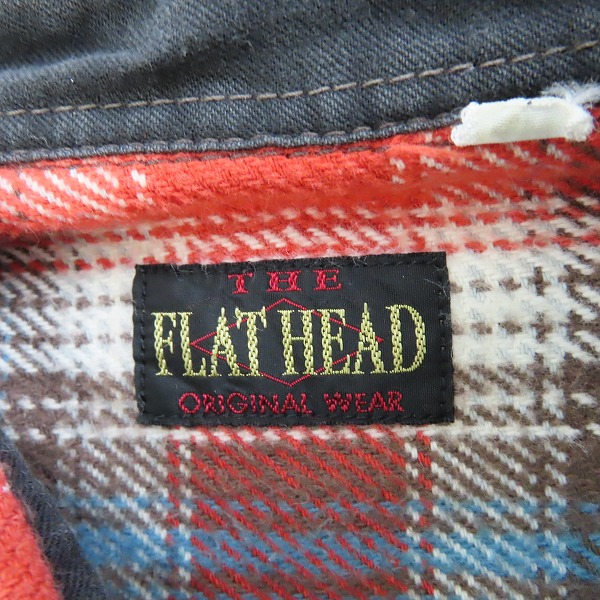 THE
FLAT HEAD
ORIGINAL WEAR